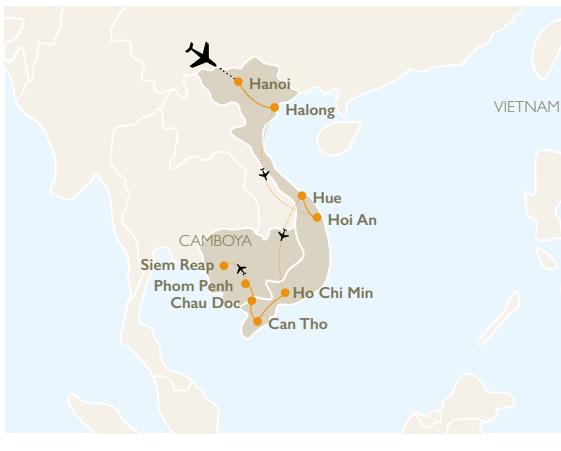 Hanoi
Halong
VIETNAM
Hue
Hoi An
CAMBOYA
Siem Reap
Phom Penh
Ho Chi Min
Chau Doc
Can Tho